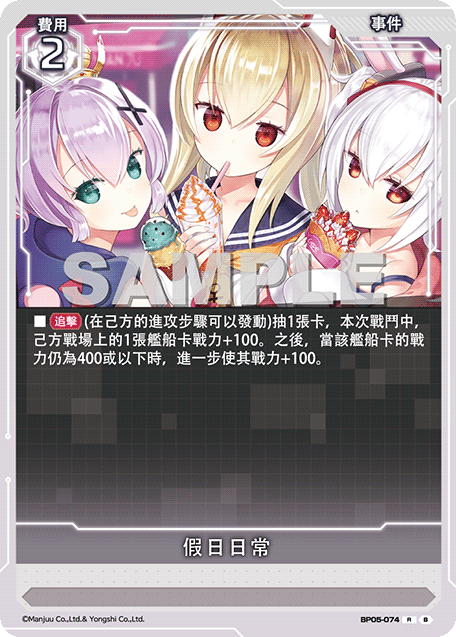 費用
事件
2
SAMPLE
■ 追擊 (在己方的進攻步驟可以發動)抽1張卡，本次戰鬥中，
己方戰場上的1張艦船卡戰力+100。之後，當該艦船卡的戰
力仍為400或以下時，進一步使其戰力+100。
假日日常
©Manjuu Co.,Ltd.& Yongshi Co.,Ltd.
BP05-074 R B